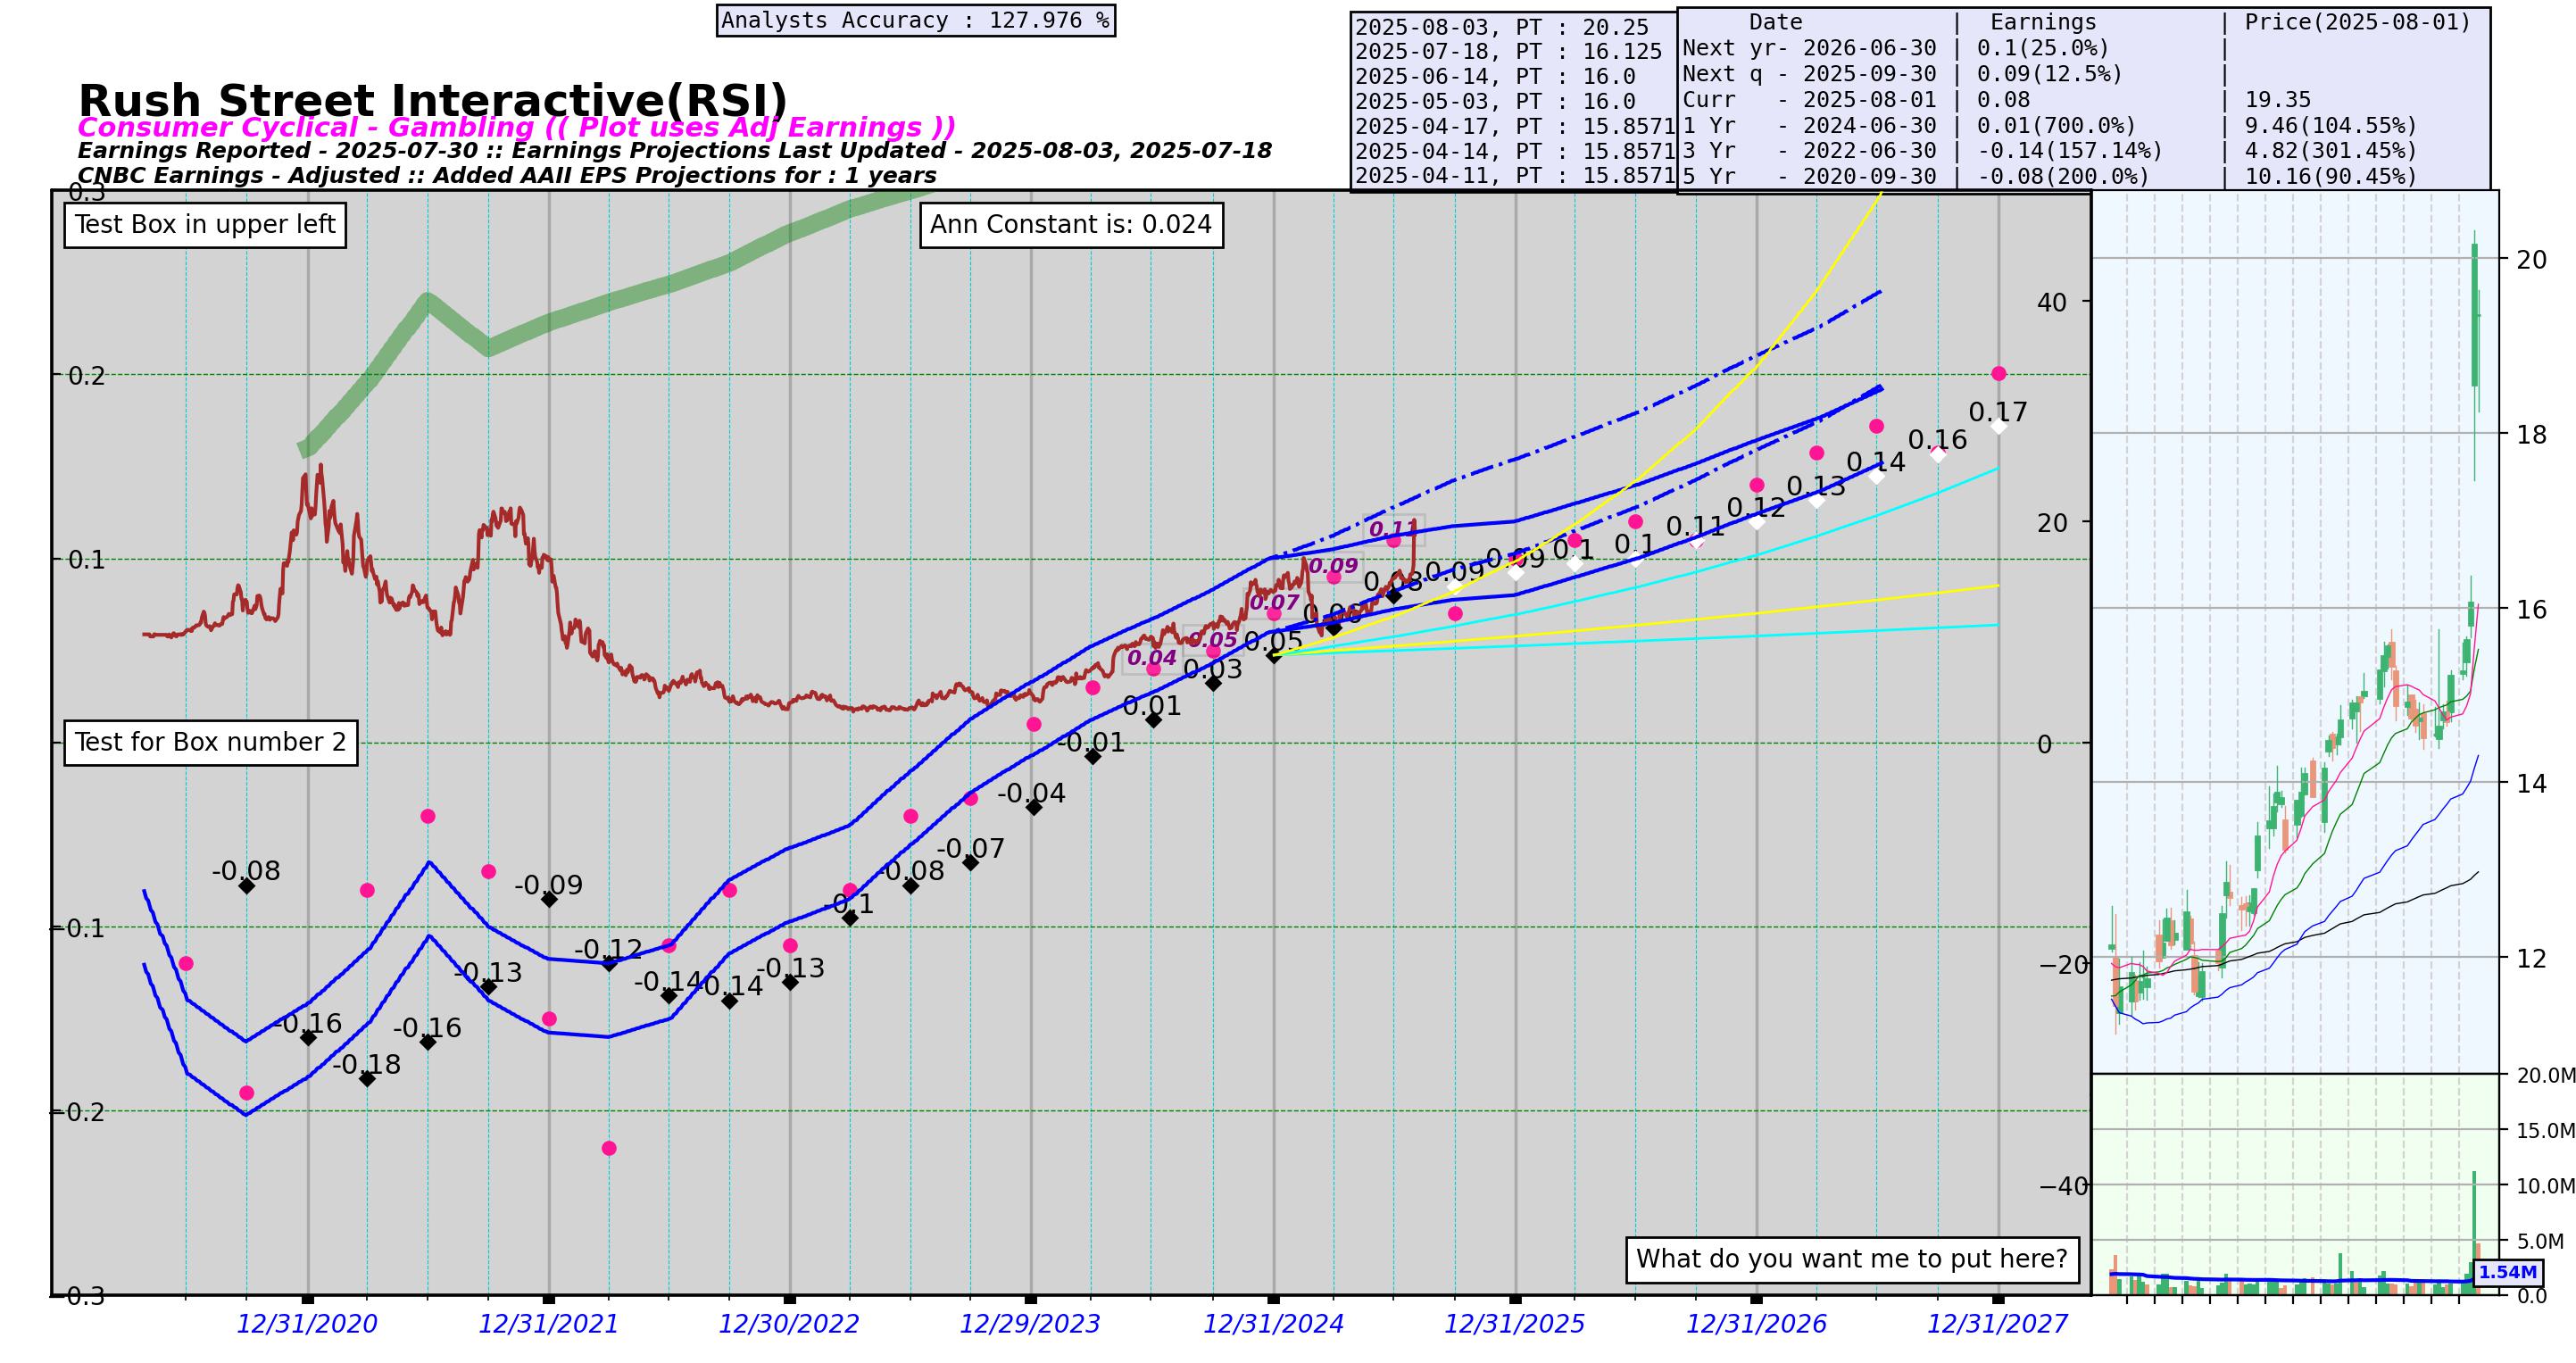 Analysts Accuracy : 127.976 %
Rush Street Interactive(RSI)
Consumer Cyclical - Gambling (( Plot uses Adj Earnings ))
Earnings Reported - 2025-07-30 :: Earnings Projections Last Updated - 2025-08-03, 2025-07-18
CNBC Earnings - Adjusted :: Added AAII EPS Projections for : 1 years
2025-08-03, PT : 20.25
2025-07-18, PT : 16.125
2025-06-14, PT : 16.0
2025-05-03, PT : 16.0
2025-04-17, PT : 15.8571
2025-04-14, PT : 15.8571
2025-04-11, PT : 15.8571
Date | Earnings | Price(2025-08-01)
Next yr- 2026-06-30 | 0.1(25.0%) |
Next q - 2025-09-30 | 0.09(12.5%) |
Curr - 2025-08-01 | 0.08 | 19.35
1 Yr - 2024-06-30 | 0.01(700.0%) | 9.46(104.55%)
3 Yr - 2022-06-30 | -0.14(157.14%) | 4.82(301.45%)
5 Yr - 2020-09-30 | -0.08(200.0%) | 10.16(90.45%)
Test Box in upper left
Ann Constant is: 0.024
Test for Box number 2
What do you want me to put here?
0.3
0.2
0.1
−0.1
−0.2
−0.3
-0.08
-0.16
-0.18
-0.16
-0.13
-0.09
-0.12
-0.14
-0.14
-0.13
-0.1
-0.08
-0.07
-0.04
-0.01
0.01
0.03
0.05
0.06
0.08
0.09
0.09
0.1
0.1
0.11
0.12
0.13
0.14
0.16
0.17
0.04
0.05
0.07
0.09
0.11
40
20
0
−20
−40
20
18
16
14
12
20.0M
15.0M
10.0M
5.0M
1.54M
0.0
12/31/2020
12/31/2021
12/30/2022
12/29/2023
12/31/2024
12/31/2025
12/31/2026
12/31/2027